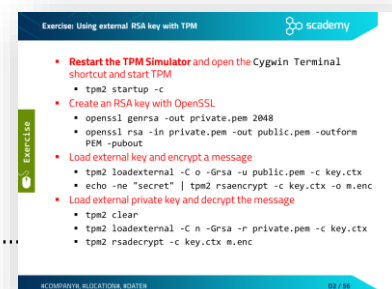 Exercise: Using external RSA key with TPM
scademy
Restart the TPM Simulator and open the Cygwin Terminal
shortcut and start TPM
tpm2 startup -c
Create an RSA key with OpenSSL
openssl genrsa -out private.pem 2048
openssl rsa -in private.pem -out public.pem -outform
PEM -pubout
Load external key and encrypt a message
tpm2 loadexternal -C o -Grsa -u public.pem -c key.ctx
echo -ne "secret" | tpm2 rsaencrypt -c key.ctx -o m.enc
Load external private key and decrypt the message
tpm2 clear
tpm2 loadexternal -C n -Grsa -r private.pem -c key.ctx
tpm2 rsadecrypt -c key.ctx m.enc
Exercise
#COMPANY#, #LOCATION#, #DATE#
D2 / 56